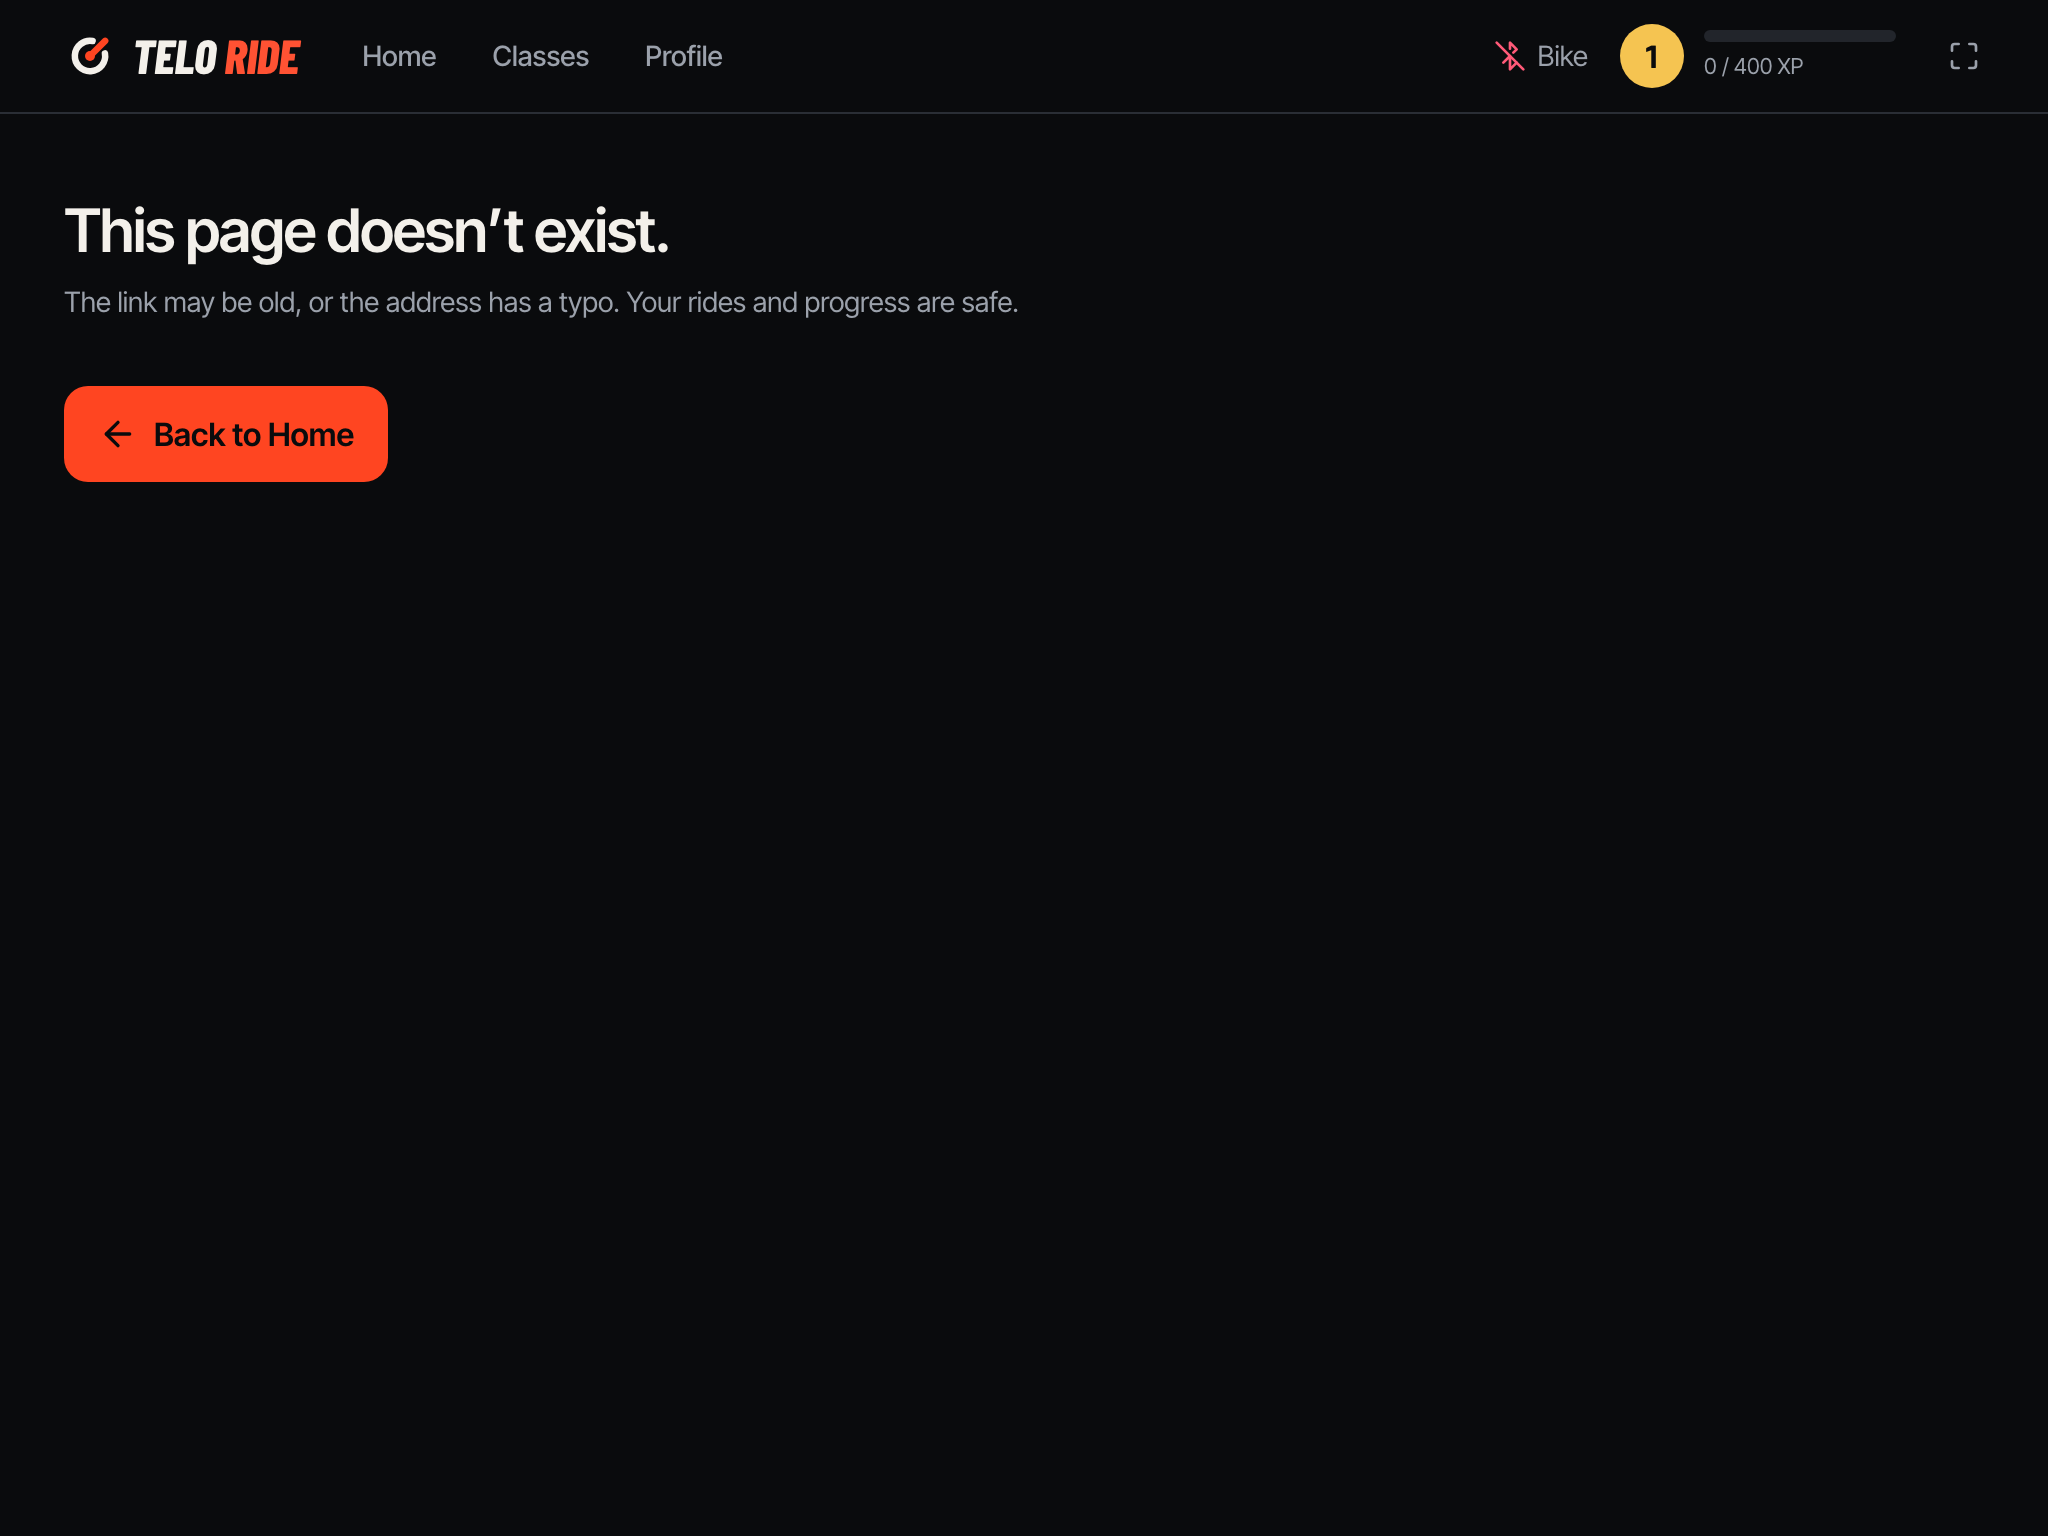 TELO RIDE
Home
Classes
Profile
Bike
1
0 / 400 XP
This page doesn’t exist.
The link may be old, or the address has a typo. Your rides and progress are safe.
Back to Home